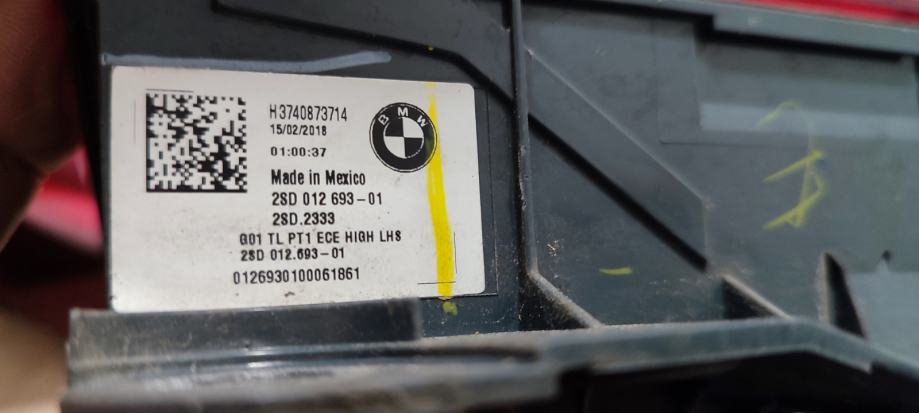 H3740873714
15/02/2018
BMW
01:00:37
Made in Mexico
2SD 012 693-01
2SD.2333
G01 TL PT1 ECE HIGH LHS
2SD 012.693-01
0126930100061861